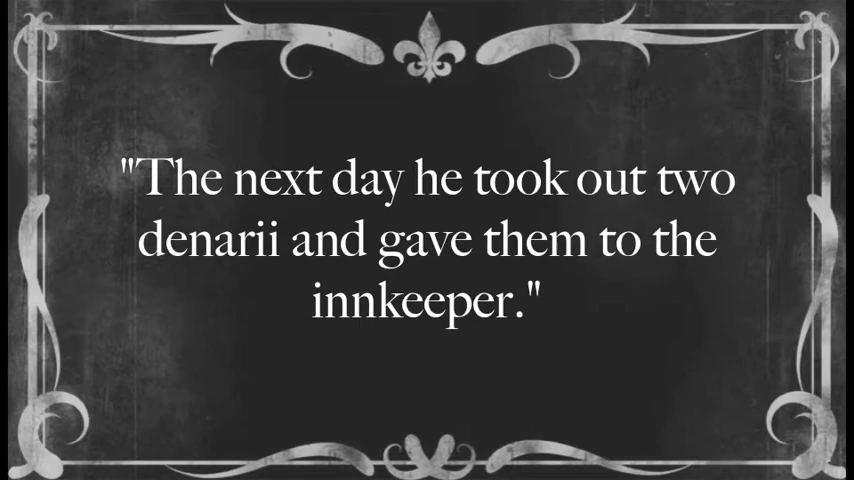 "The next day he took out two
denarii and gave them to the
innkeeper."